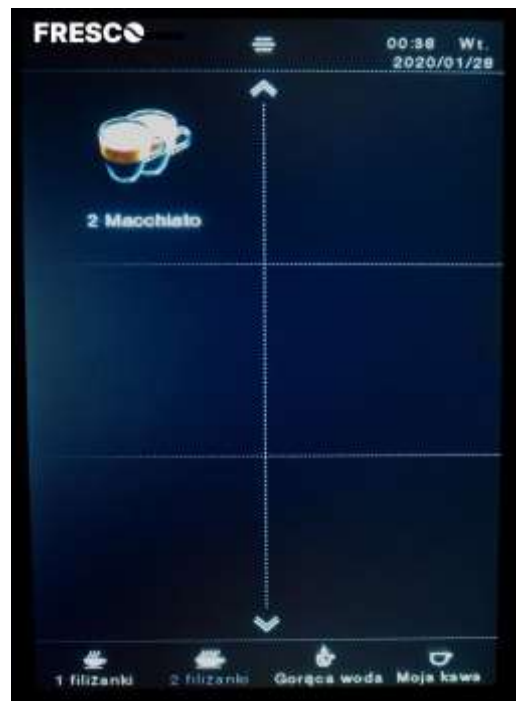 FRESCO
00:38 Wt.
2020/01/28
2 Macchiato
1 filiżanki
2 filiżanki
Gorąca woda
Moja kawa